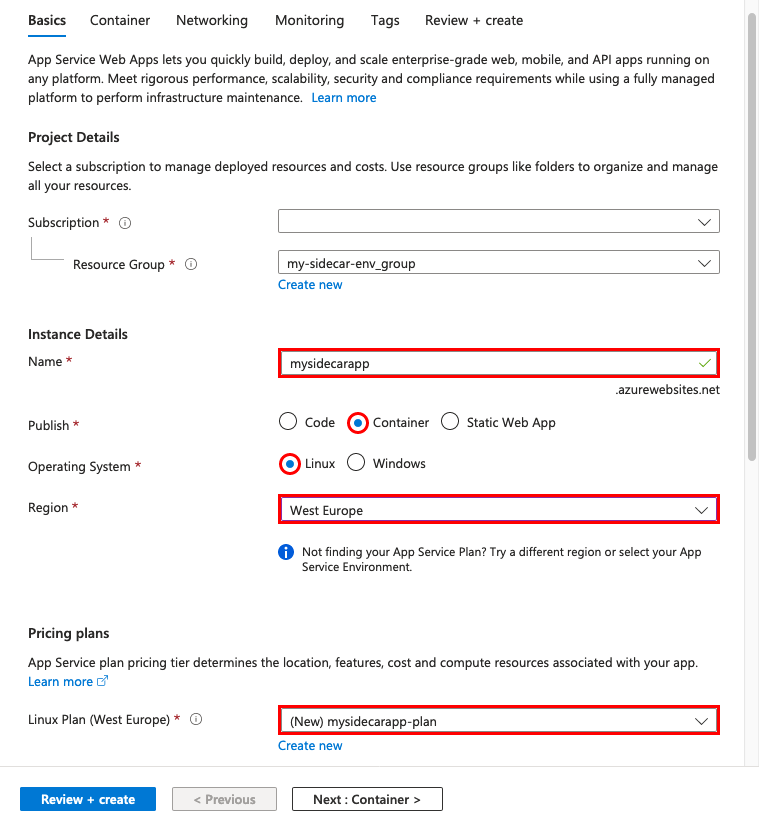 Basics Container Networking Monitoring Tags Review + create
App Service Web Apps lets you quickly build, deploy, and scale enterprise-grade web, mobile, and API apps running on
any platform. Meet rigorous performance, scalability, security and compliance requirements while using a fully managed
platform to perform infrastructure maintenance. Learn more
Project Details
Select a subscription to manage deployed resources and costs. Use resource groups like folders to organize and manage
all your resources.
Subscription *
Resource Group * my-sidecar-env_group
Create new
Instance Details
Name * mysidecarapp
.azurewebsites.net
Publish * Code Container Static Web App
Operating System * Linux Windows
Region * West Europe
Not finding your App Service Plan? Try a different region or select your App
Service Environment.
Pricing plans
App Service plan pricing tier determines the location, features, cost and compute resources associated with your app.
Learn more
Linux Plan (West Europe) * (New) mysidecarapp-plan
Create new
Review + create < Previous Next : Container >